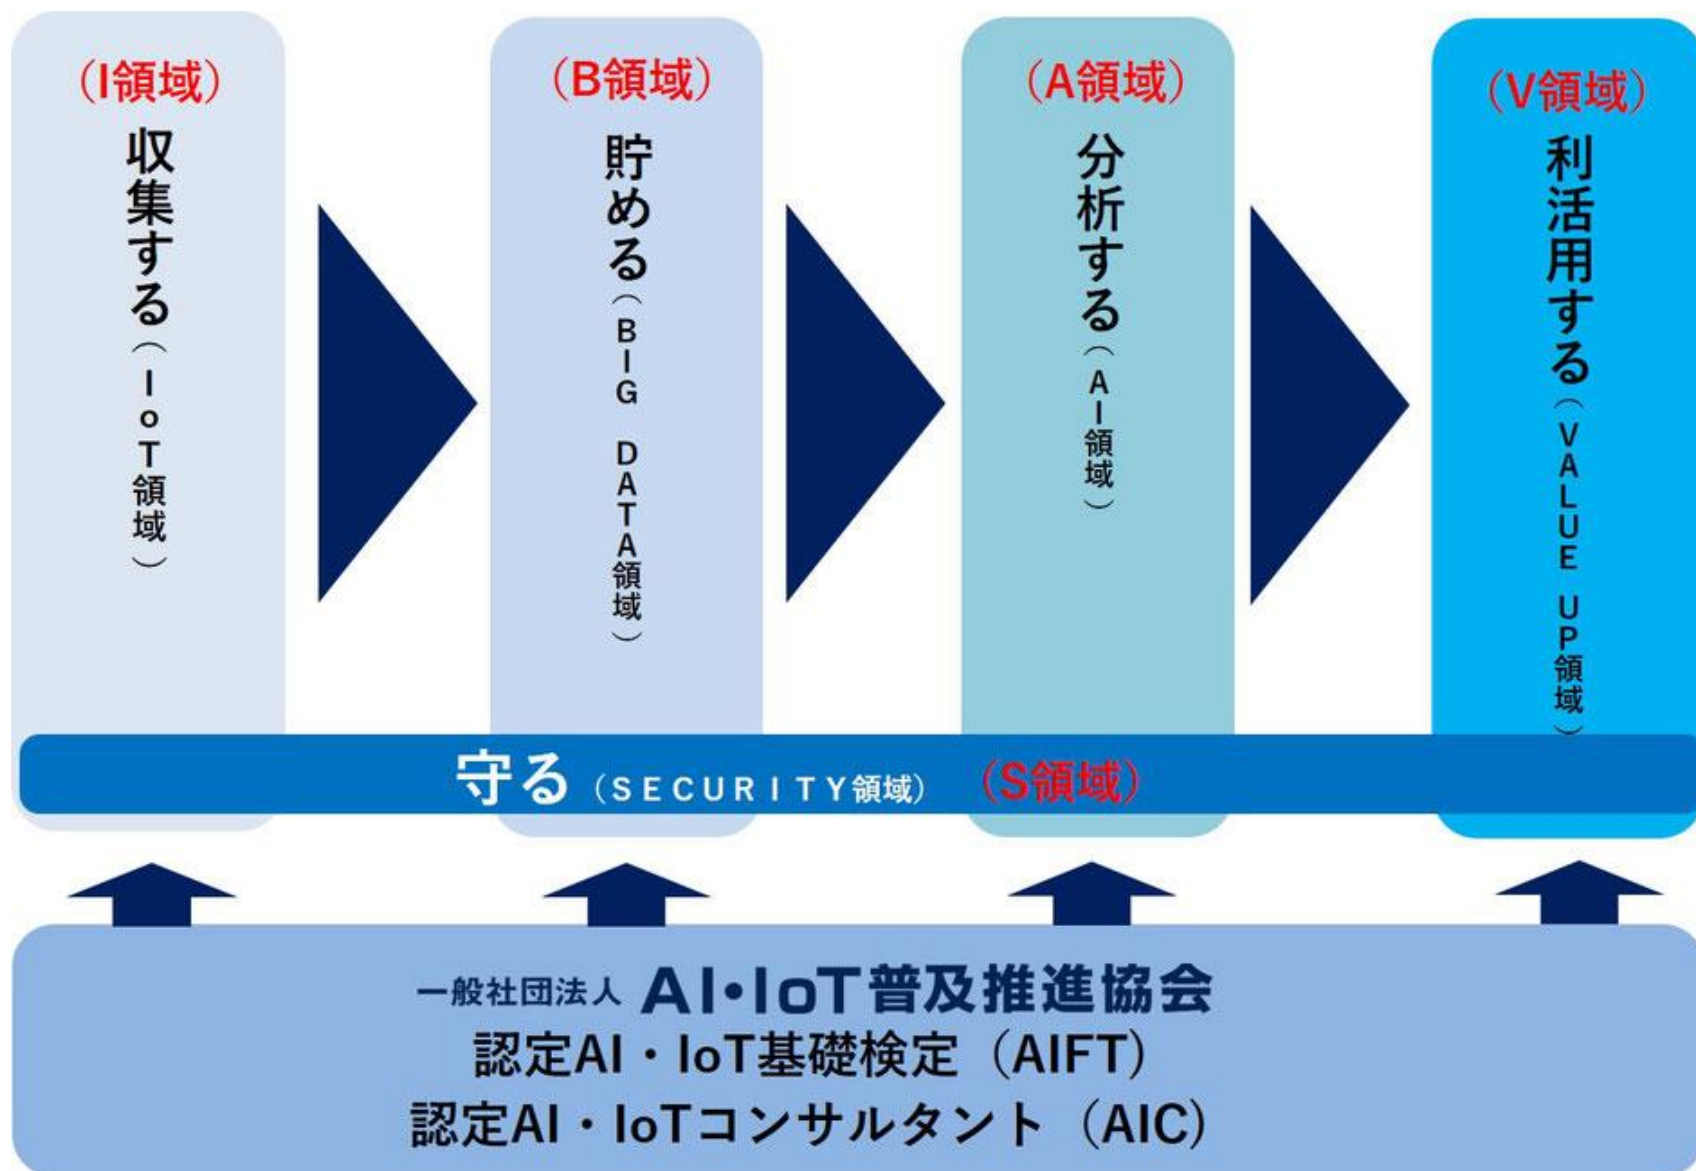 （I領域）
収集する（IoT領域）
（B領域）
貯める（BIG DATA領域）
（A領域）
分析する（AI領域）
（V領域）
利活用する（VALUE UP領域）
守る（SECURITY領域）（S領域）
一般社団法人 AI・IoT普及推進協会
認定AI・IoT基礎検定（AIFT）
認定AI・IoTコンサルタント（AIC）